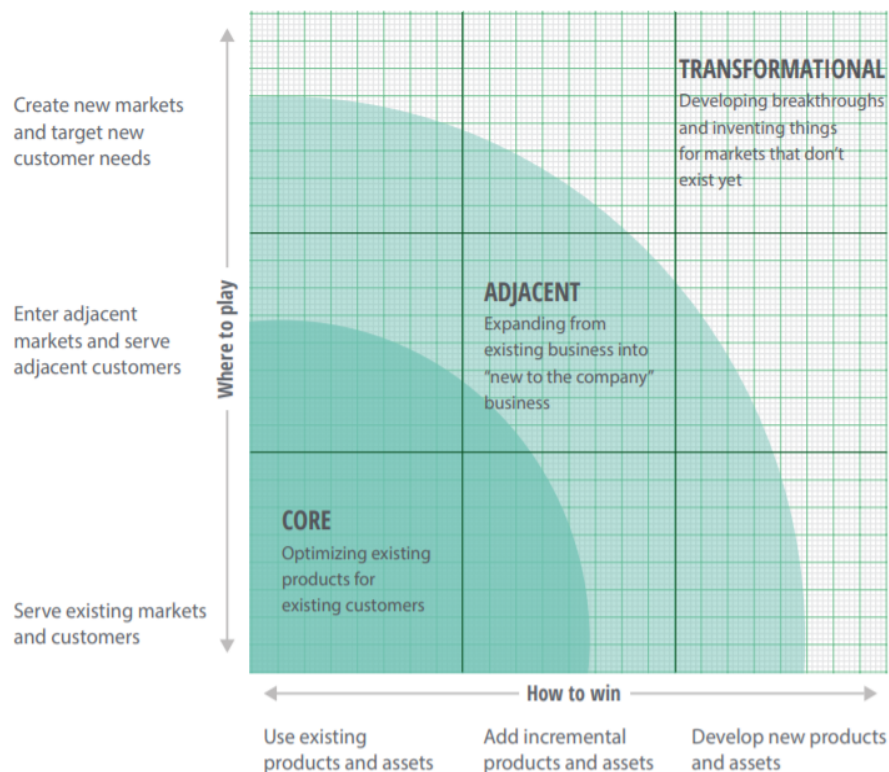 TRANSFORMATIONAL
Developing breakthroughs
and inventing things
for markets that don’t
exist yet
Create new markets
and target new
customer needs
Where to play
ADJACENT
Expanding from
existing business into
“new to the company”
business
Enter adjacent
markets and serve
adjacent customers
CORE
Optimizing existing
products for
existing customers
Serve existing markets
and customers
How to win
Use existing
products and assets
Add incremental
products and assets
Develop new products
and assets